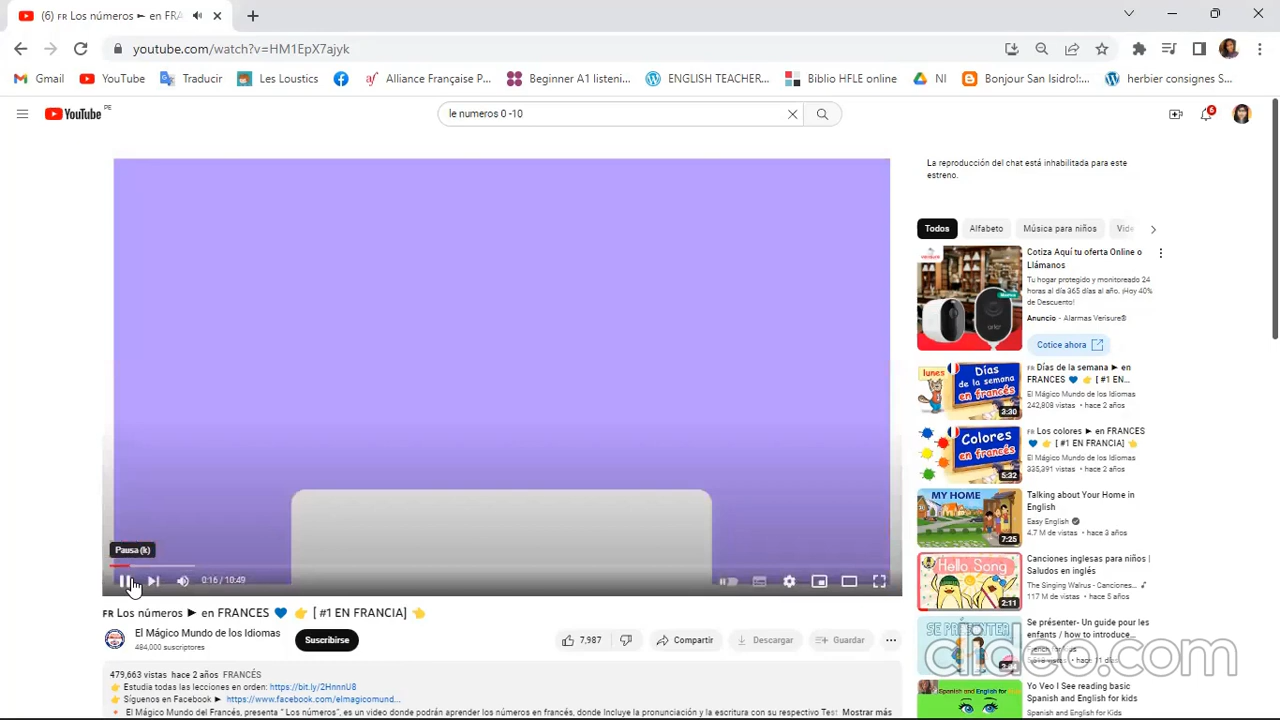 (6) FR Los números ► en FRA
youtube.com/watch?v=HM1EpX7ajyk
Gmail YouTube Traducir Les Loustics Alliance Française P... Beginner A1 listeni... ENGLISH TEACHER... Biblio HFLE online NI Bonjour San Isidro!:... herbier consignes S...
YouTube PE
le numeros 0 -10
6
La reproducción del chat está inhabilitada para este
estreno.
Todos Alfabeto Música para niños Vide
Cotiza Aquí tu oferta Online o
Llámanos
Tu hogar protegido y monitoreado 24
horas al día 365 días al año. ¡Hoy 40%
de Descuento!
Anuncio - Alarmas Verisure®
Cotice ahora
lunes
Días
de la semana
en francés
3:30
FR Días de la semana ► en
FRANCES 💙 👉 [ #1 EN...
El Mágico Mundo de los Idiomas
242,808 vistas • hace 2 años
Colores
en francés
5:32
FR Los colores ► en FRANCES
💙 👉 [ #1 EN FRANCIA] 👈
El Mágico Mundo de los Idiomas
335,391 vistas • hace 2 años
MY HOME
7:25
Talking about Your Home in
English
Easy English
4.7 M de vistas • hace 3 años
Hello Song
2:11
Canciones inglesas para niños |
Saludos en inglés
The Singing Walrus - Canciones...
117 M de vistas • hace 5 años
SE PRÉSENTER
Se présenter- Un guide pour les
enfants / how to introduce...
Spanish and English for Kids
Yo Veo I See reading basic
Spanish and English for kids
Spanish and English for Kids
Pausa (k)
0:16 / 10:49
FR Los números ► en FRANCES 💙 👉 [ #1 EN FRANCIA] 👈
El Mágico Mundo de los Idiomas
484,000 suscriptores
Suscribirse
7,987
Compartir
Descargar
Guardar
479,663 vistas hace 2 años FRANCÉS
👉 Estudia todas las lecciones en orden: https://bit.ly/2HnnnU8
👉 Síguenos en Facebook ► https://www.facebook.com/elmagicomund...
🔸 El Mágico Mundo del Francés, presenta " Los números", es un video donde podrán aprender los números en francés, donde Incluye la pronunciación y la escritura con su respectivo Test Mostrar más
clideo.com